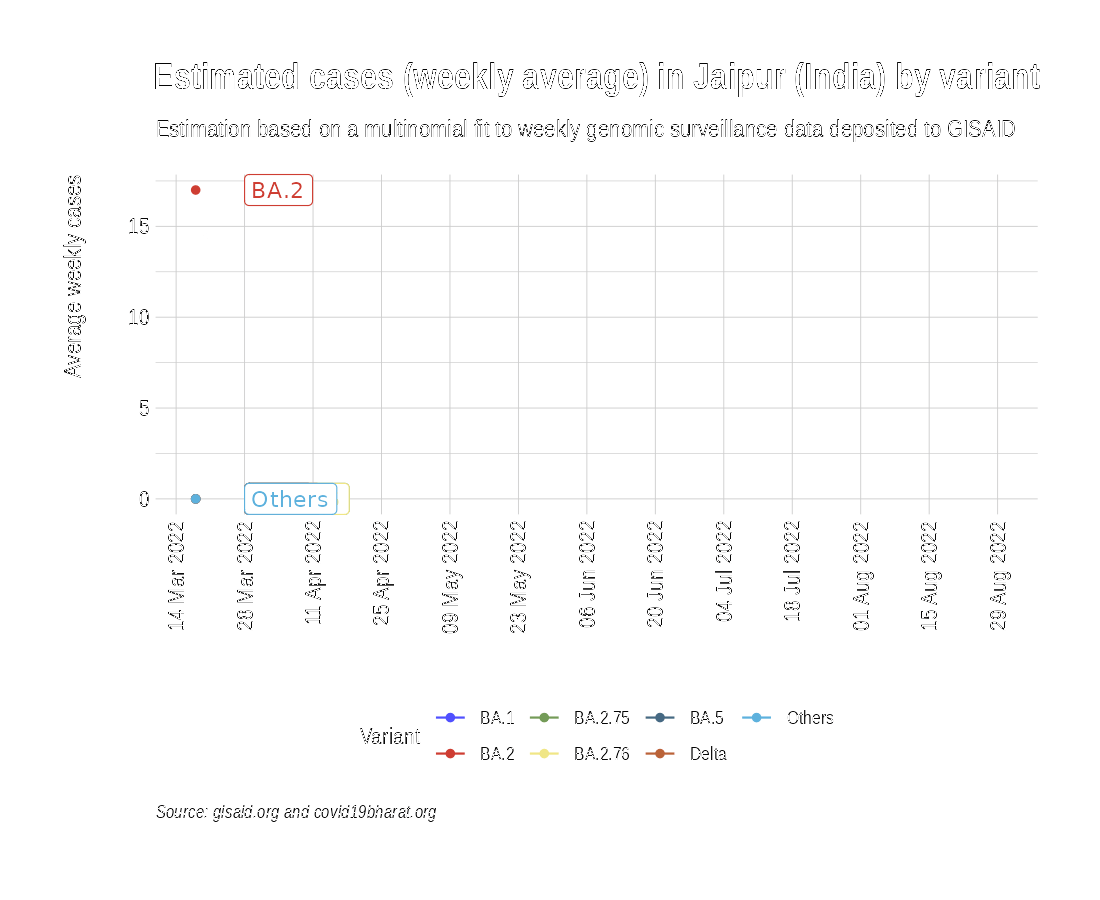 Estimated cases (weekly average) in Jaipur (India) by variant
Estimation based on a multinomial fit to weekly genomic surveillance data deposited to GISAID
Average weekly cases
BA.2
15
10
5
0
Others
14 Mar 2022
28 Mar 2022
11 Apr 2022
25 Apr 2022
09 May 2022
23 May 2022
06 Jun 2022
20 Jun 2022
04 Jul 2022
18 Jul 2022
01 Aug 2022
15 Aug 2022
29 Aug 2022
Variant
BA.1
BA.2.75
BA.5
Others
BA.2
BA.2.76
Delta
Source: gisaid.org and covid19bharat.org